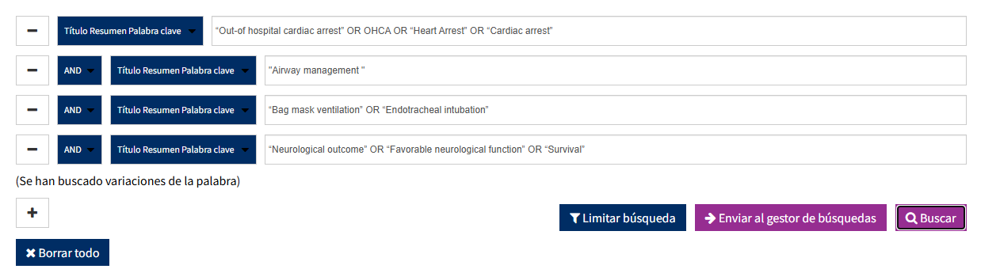 Título Resumen Palabra clave “Out-of hospital cardiac arrest” OR OHCA OR “Heart Arrest” OR “Cardiac arrest”
AND Título Resumen Palabra clave "Airway management "
AND Título Resumen Palabra clave “Bag mask ventilation” OR “Endotracheal intubation”
AND Título Resumen Palabra clave “Neurological outcome” OR “Favorable neurological function” OR “Survival”
(Se han buscado variaciones de la palabra)
Limitar búsqueda Enviar al gestor de búsquedas Buscar
Borrar todo